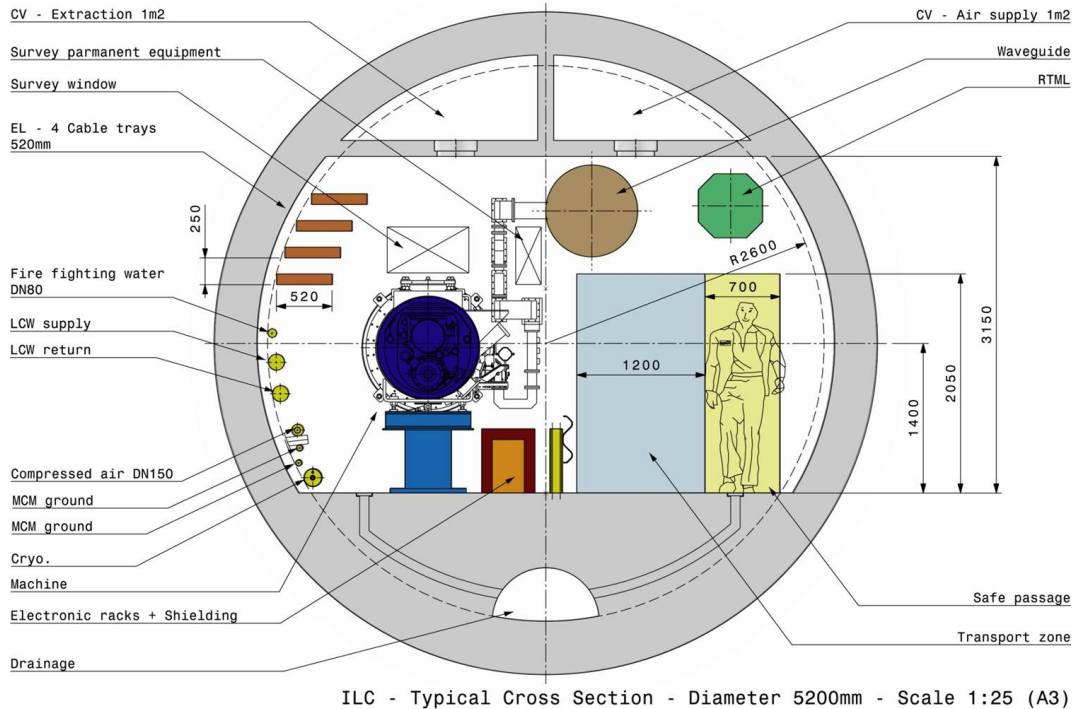 CV - Extraction 1m2
Survey parmanent equipment
Survey window
EL - 4 Cable trays
520mm
250
520
Fire fighting water
DN80
LCW supply
LCW return
Compressed air DN150
MCM ground
MCM ground
Cryo.
Machine
Electronic racks + Shielding
Drainage
CV - Air supply 1m2
Waveguide
RTML
R2600
700
1200
3150
2050
1400
Safe passage
Transport zone
ILC - Typical Cross Section - Diameter 5200mm - Scale 1:25 (A3)